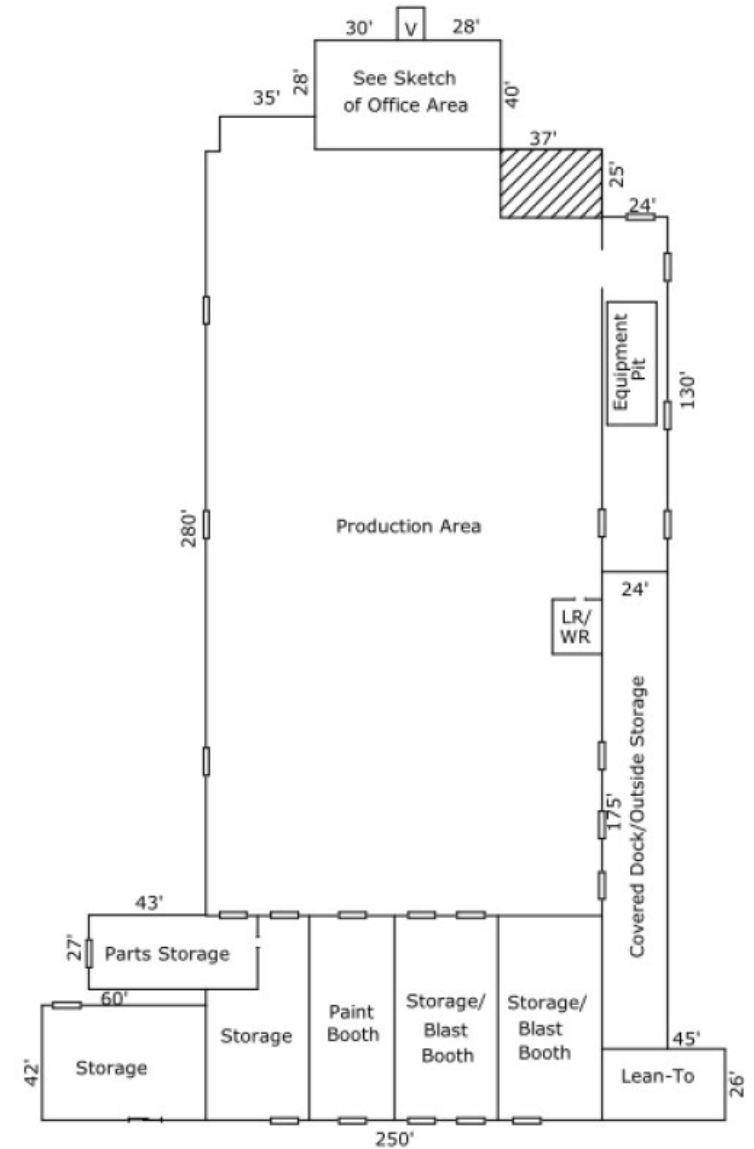 30'
V
28'
See Sketch
of Office Area
28'
40'
35'
37'
25'
24'
Equipment
Pit
130'
280'
Production Area
24'
LR/
WR
Covered Dock/Outside Storage
175'
43'
27'
Parts Storage
60'
Storage
Paint
Booth
Storage/
Blast
Booth
Storage/
Blast
Booth
45'
42'
Storage
Lean-To
26'
250'